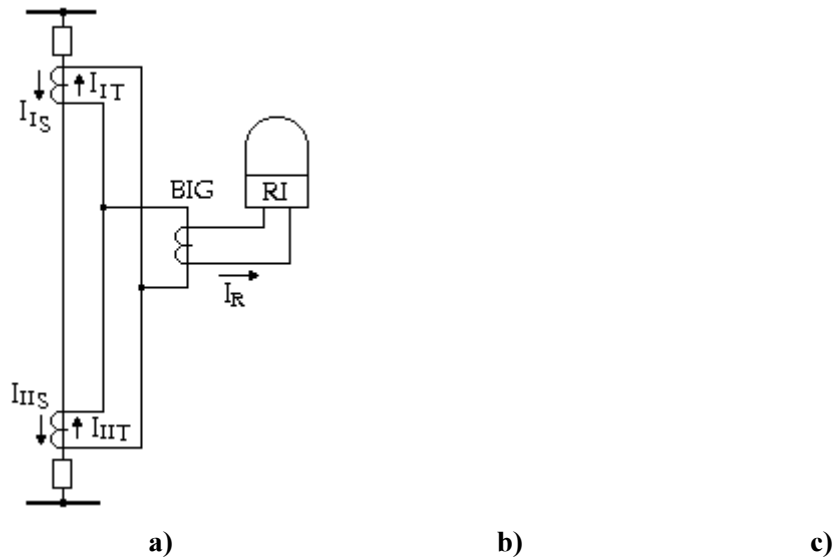 I_IT
I_IS
BIG
RI
I_R
I_IIS
I_IIT
a) b) c)